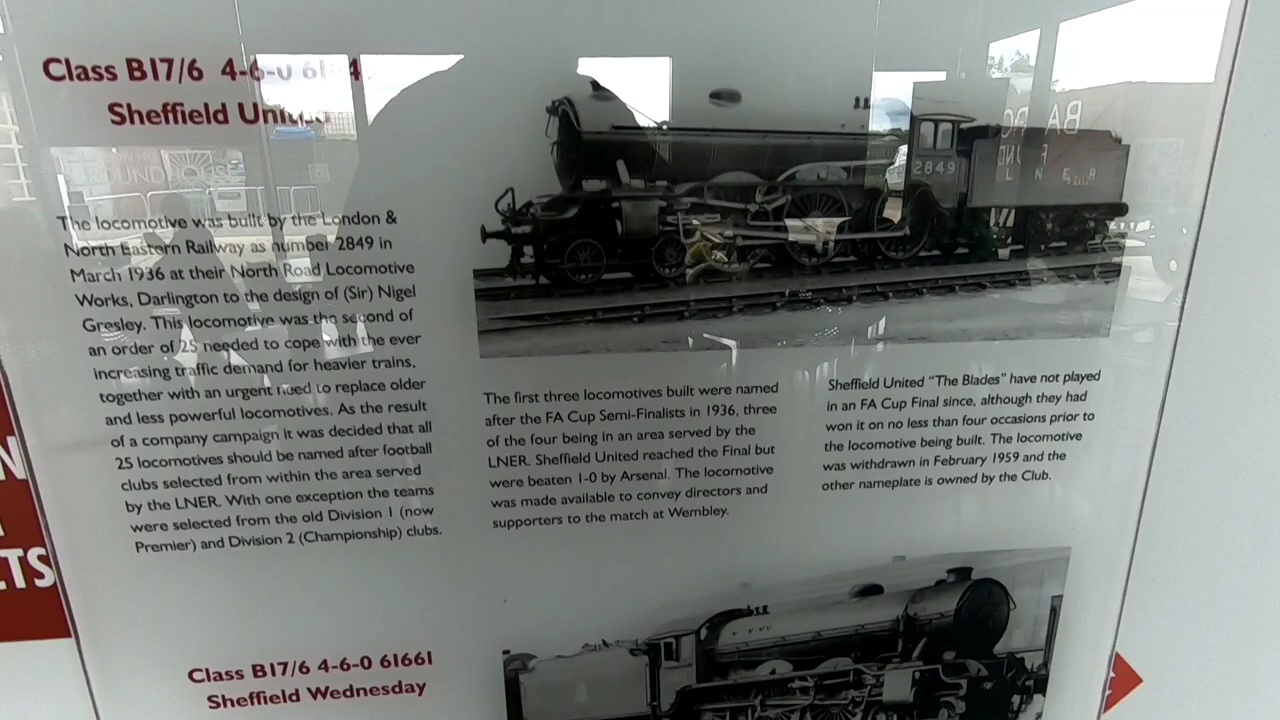 Class B17/6 4-6-0
Sheffield United
The locomotive was built by the London &
North Eastern Railway as number 2849 in
March 1936 at their North Road Locomotive
Works, Darlington to the design of (Sir) Nigel
Gresley. This locomotive was the second of
an order of 25 needed to cope with the ever
increasing traffic demand for heavier trains,
together with an urgent need to replace older
and less powerful locomotives. As the result
of a company campaign it was decided that all
25 locomotives should be named after football
clubs selected from within the area served
by the LNER. With one exception the teams
were selected from the old Division 1 (now
Premier) and Division 2 (Championship) clubs.
2849
L N E R
The first three locomotives built were named
after the FA Cup Semi-Finalists in 1936, three
of the four being in an area served by the
LNER. Sheffield United reached the Final but
were beaten 1-0 by Arsenal. The locomotive
was made available to convey directors and
supporters to the match at Wembley.
Sheffield United “The Blades” have not played
in an FA Cup Final since, although they had
won it on no less than four occasions prior to
the locomotive being built. The locomotive
was withdrawn in February 1959 and the
other nameplate is owned by the Club.
Class B17/6 4-6-0 61661
Sheffield Wednesday
ROUNDHOUSE